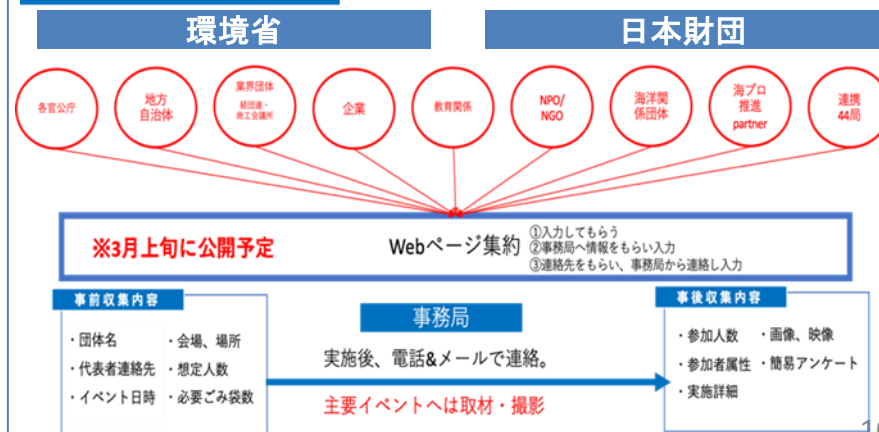 環境省
日本財団
各官公庁
地方
自治体
業界団体
経団連・
商工会議所
企業
教育関係
NPO/
NGO
海洋関
係団体
海プロ
推進
partner
連携
44局
※3月上旬に公開予定
Webページ集約
①入力してもらう
②事務局へ情報をもらい入力
③連絡先をもらい、事務局から連絡し入力
事前収集内容
・団体名
・会場、場所
・代表者連絡先
・想定人数
・イベント日時
・必要ごみ袋数
事務局
実施後、電話&メールで連絡。
主要イベントへは取材・撮影
事後収集内容
・参加人数
・画像、映像
・参加者属性
・簡易アンケート
・実施詳細